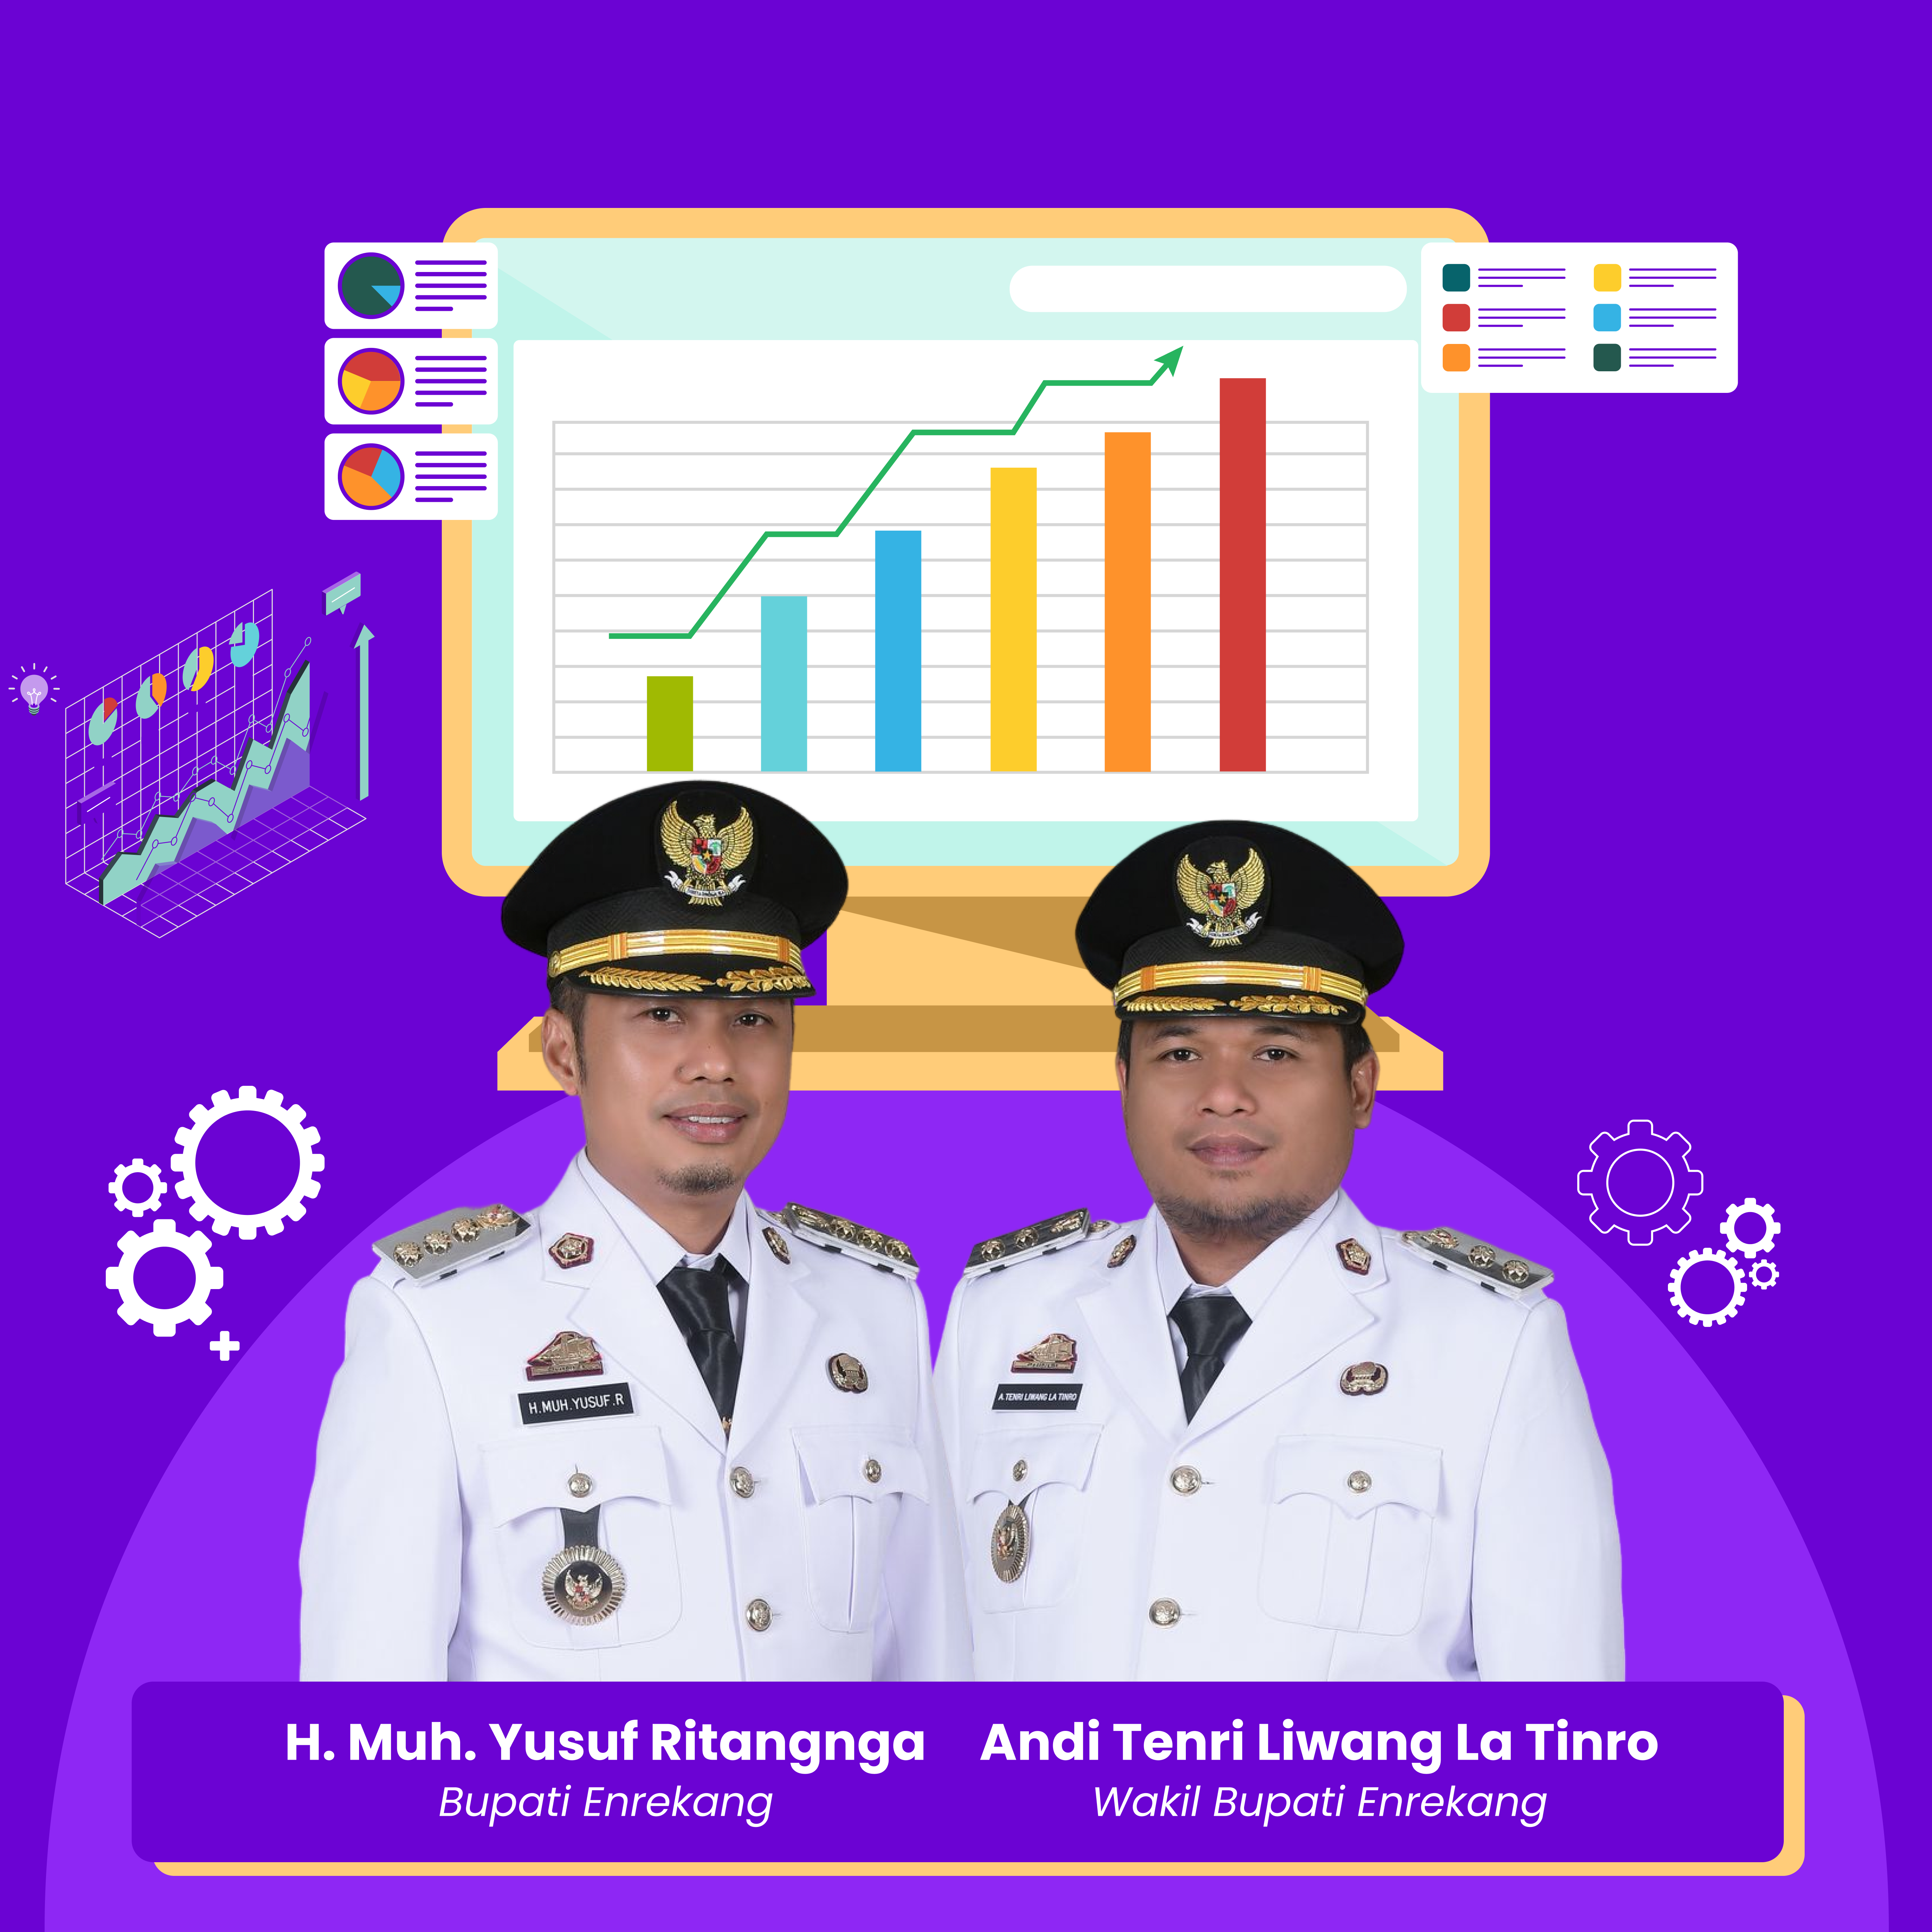 H.MUH.YUSUF.R
A.TENRI LIWANG LA TINRO
H. Muh. Yusuf Ritangnga
Andi Tenri Liwang La Tinro
Bupati Enrekang
Wakil Bupati Enrekang